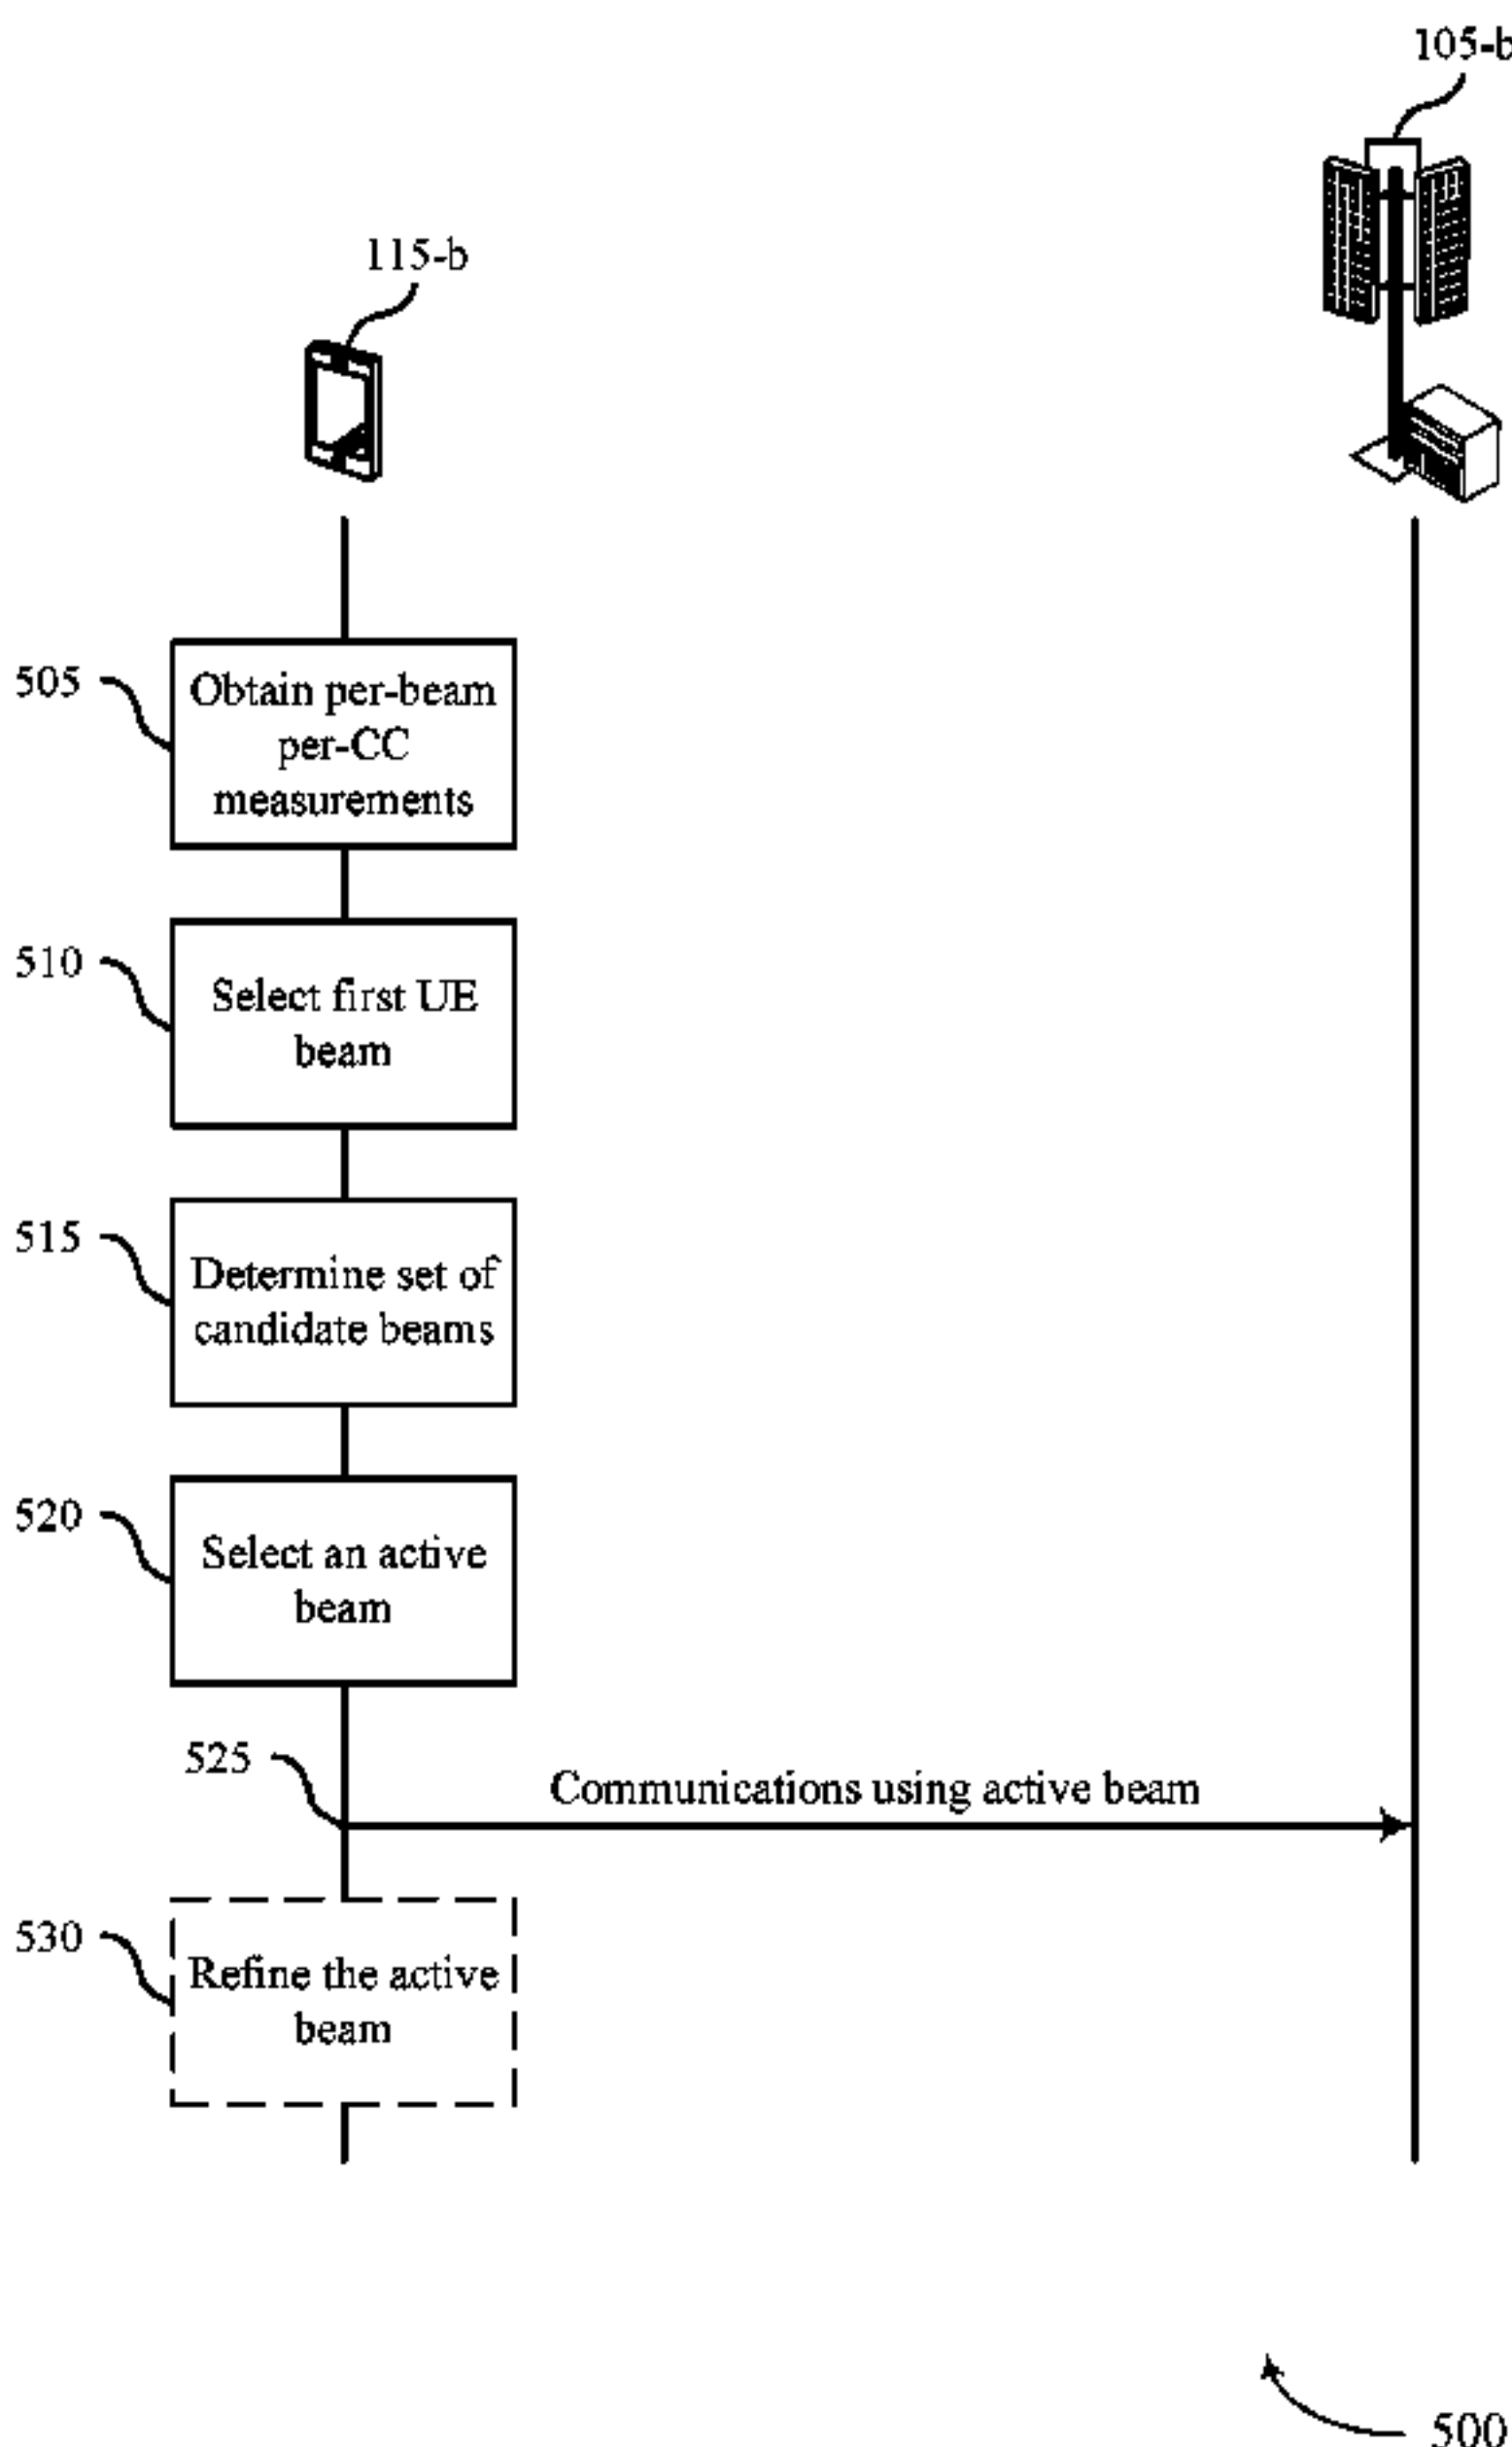 105-b
115-b
505
Obtain per-beam
per-CC
measurements
510
Select first UE
beam
515
Determine set of
candidate beams
520
Select an active
beam
525
Communications using active beam
530
Refine the active
beam
500